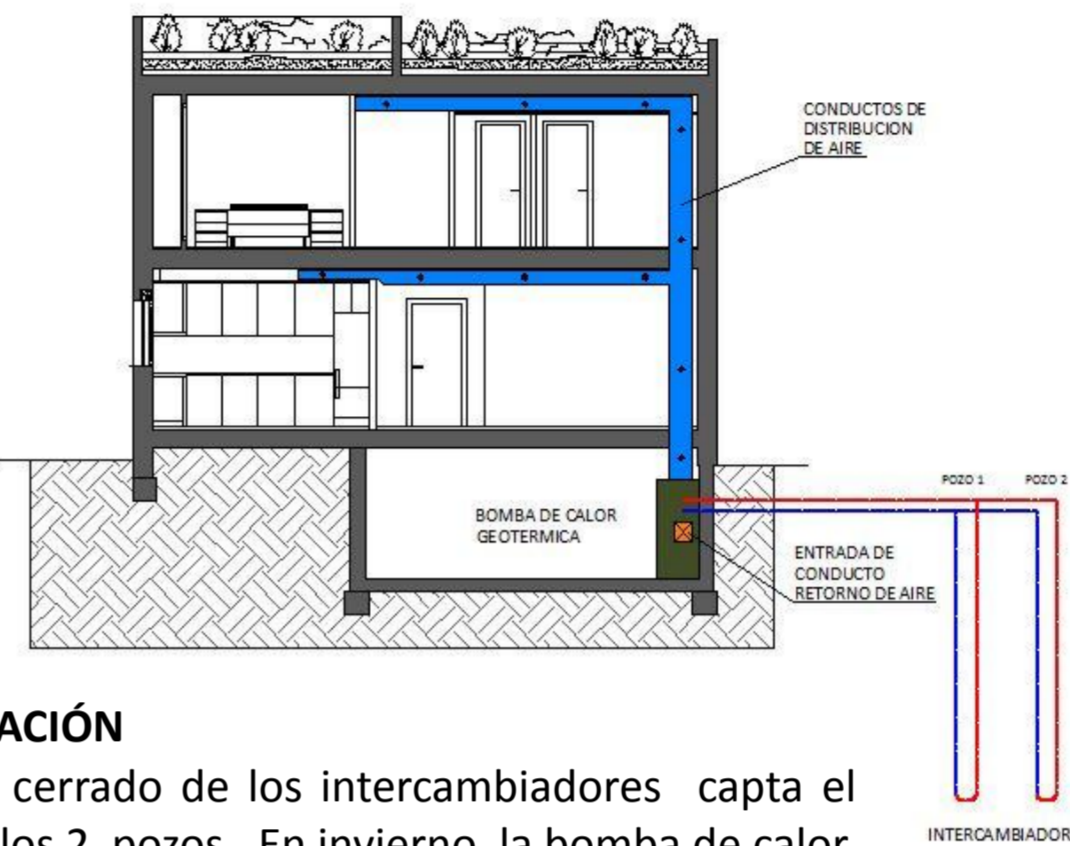 CONDUCTOS DE
DISTRIBUCION
DE AIRE
BOMBA DE CALOR
GEOTERMICA
POZO 1
POZO 2
ENTRADA DE
CONDUCTO
RETORNO DE AIRE
INTERCAMBIADOR
ACIÓN
cerrado de los intercambiadores capta el
los 2 pozos. En invierno, la bomba de calor